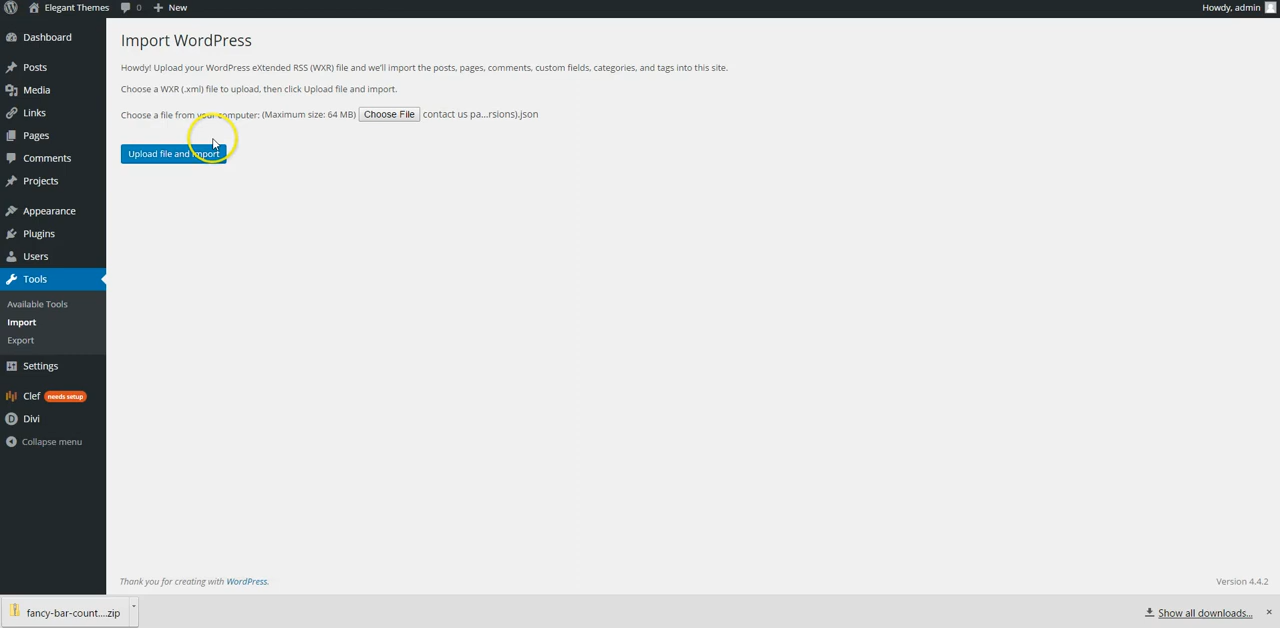 Elegant Themes 0 New Howdy, admin
Dashboard
Posts
Media
Links
Pages
Comments
Projects
Appearance
Plugins
Users
Tools
Available Tools
Import
Export
Settings
Clef needs setup
Divi
Collapse menu
Import WordPress
Howdy! Upload your WordPress eXtended RSS (WXR) file and we'll import the posts, pages, comments, custom fields, categories, and tags into this site.
Choose a WXR (.xml) file to upload, then click Upload file and import.
Choose a file from your computer: (Maximum size: 64 MB) Choose File contact us pa...rsions).json
Upload file and import
Thank you for creating with WordPress. Version 4.4.2
fancy-bar-count....zip Show all downloads...